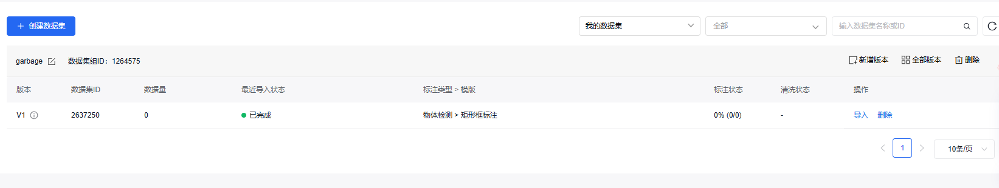 创建数据集 我的数据集 全部 输入数据集名称或ID
garbage 数据集组ID：1264575 新增版本 全部版本 删除
版本 数据集ID 数据量 最近导入状态 标注类型 > 模版 标注状态 清洗状态 操作
V1 2637250 0 已完成 物体检测 > 矩形框标注 0% (0/0) - 导入 删除
1 10条/页